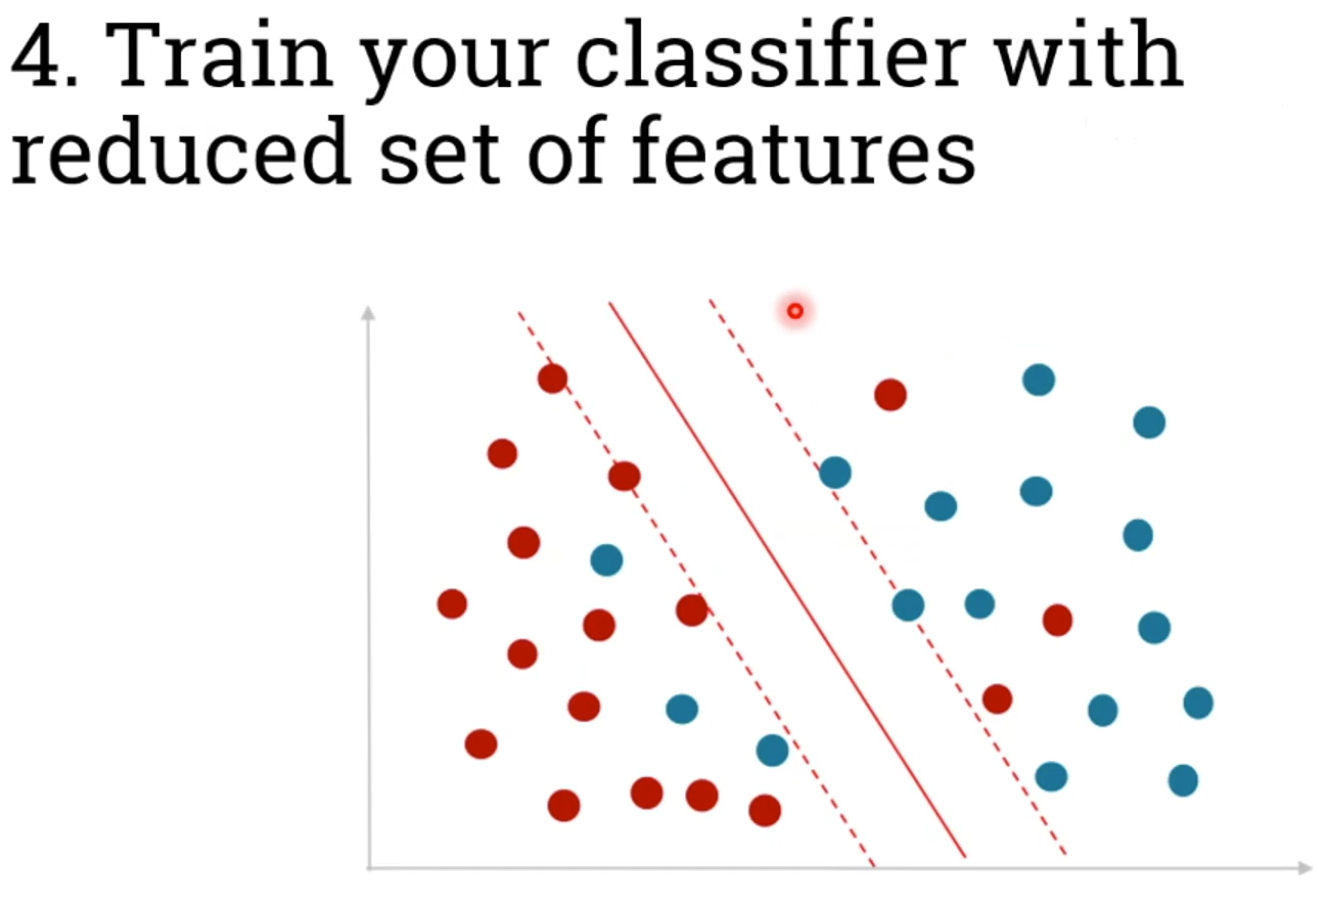 4. Train your classifier with
reduced set of features